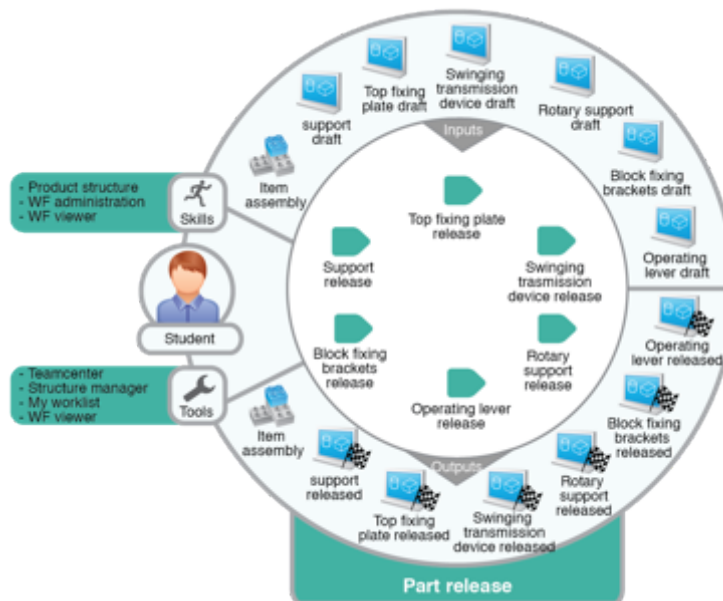 Top fixing
plate draft
Swinging
transmission
device draft
support
draft
Rotary support
draft
Inputs
Block fixing
brackets draft
Item
assembly
- Product structure
- WF administration
- WF viewer
Skills
Top fixing plate
release
Operating
lever draft
Support
release
Swinging
trasmission
device release
Student
Block fixing
brackets
release
Rotary
support
release
Operating
lever released
- Teamcenter
- Structure manager
- My worklist
- WF viewer
Tools
Operating lever
release
Item
assembly
Block fixing
brackets
released
Outputs
support
released
Rotary
support
released
Top fixing
plate released
Swinging
transmission
device released
Part release